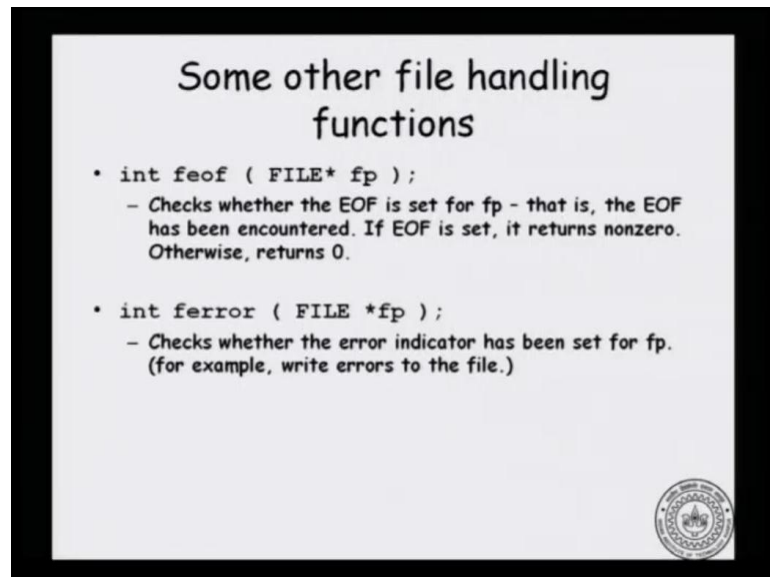 Some other file handling
functions
• int feof ( FILE* fp );
– Checks whether the EOF is set for fp – that is, the EOF
has been encountered. If EOF is set, it returns nonzero.
Otherwise, returns 0.
• int ferror ( FILE *fp );
– Checks whether the error indicator has been set for fp.
(for example, write errors to the file.)